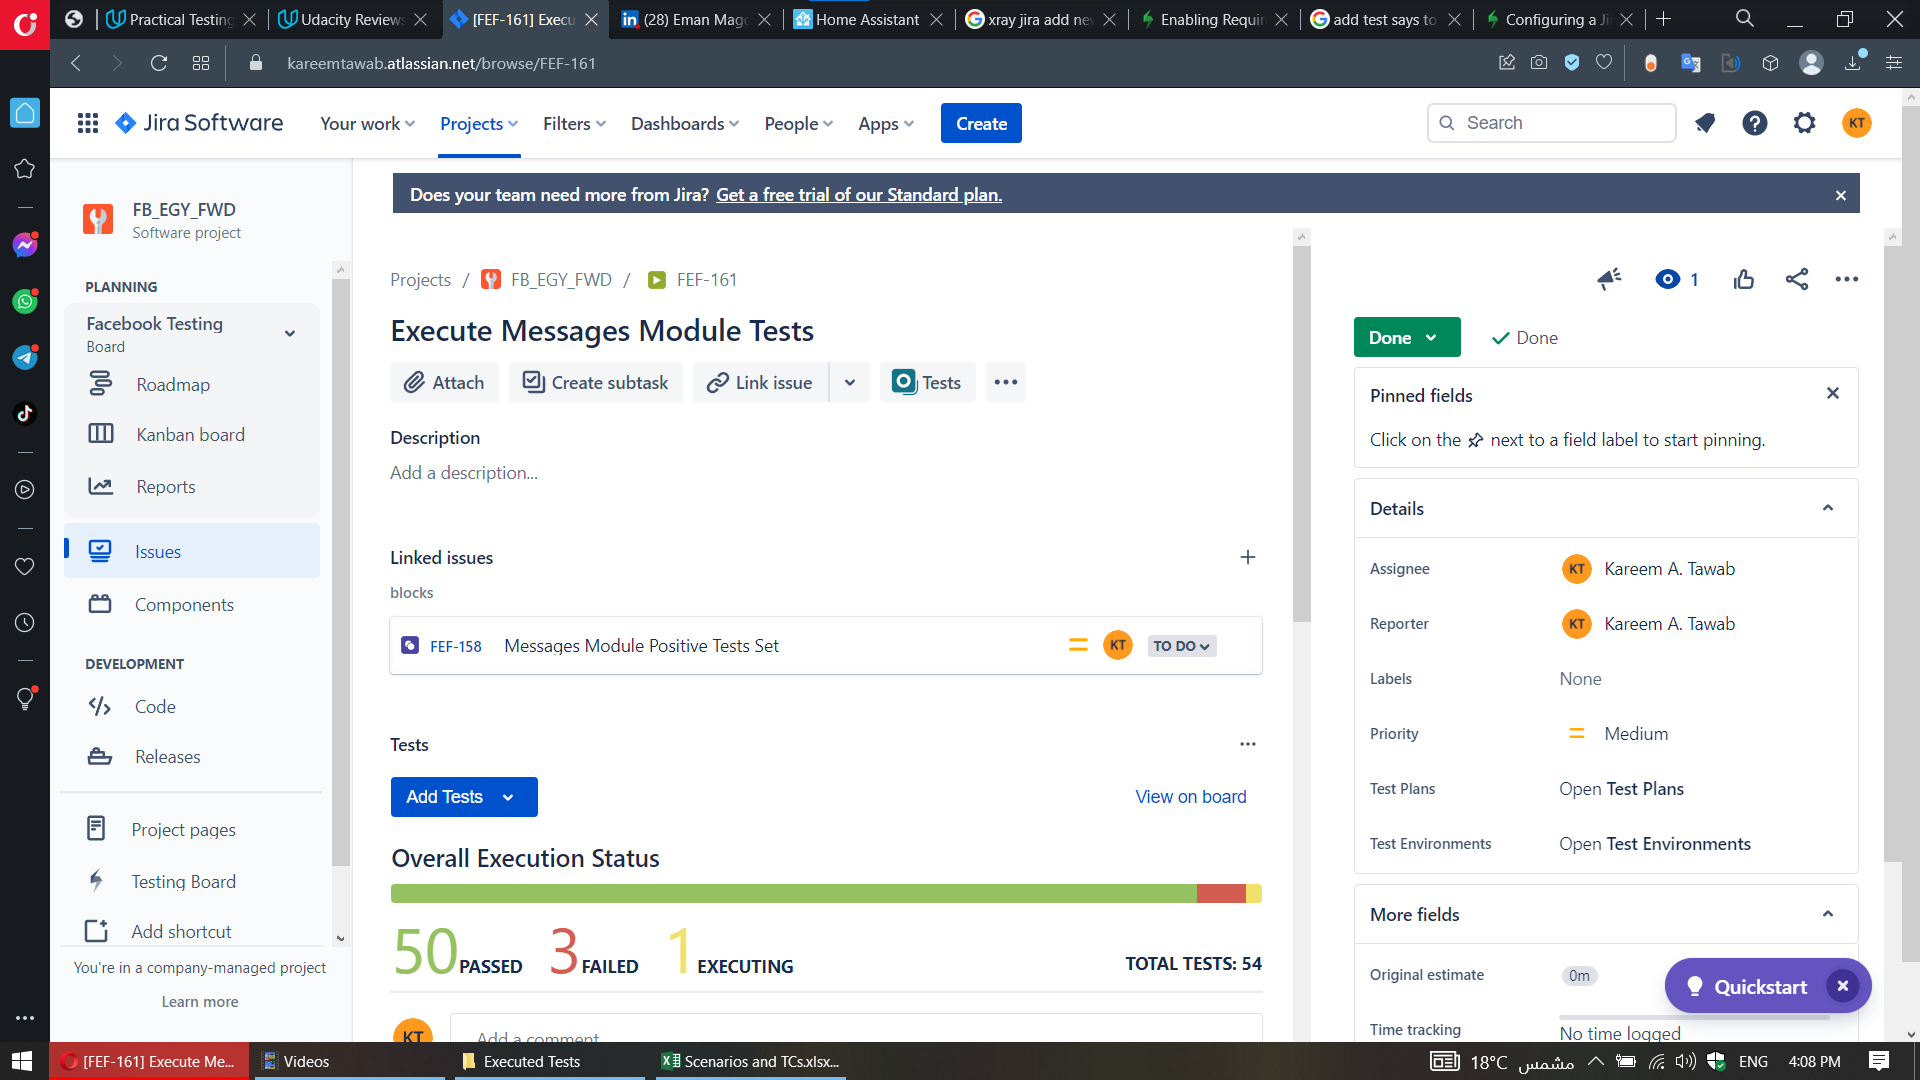 Practical Testing
Udacity Reviews
[FEF-161] Execu
(28) Eman Mago
Home Assistant
xray jira add nev
Enabling Requir
add test says to
Configuring a Ji
kareemtawab.atlassian.net/browse/FEF-161
Jira Software
Your work
Projects
Filters
Dashboards
People
Apps
Create
Search
KT
Does your team need more from Jira? Get a free trial of our Standard plan.
FB_EGY_FWD
Software project
PLANNING
Facebook Testing
Board
Roadmap
Kanban board
Reports
Issues
Components
DEVELOPMENT
Code
Releases
Project pages
Testing Board
Add shortcut
You're in a company-managed project
Learn more
Projects / FB_EGY_FWD / FEF-161
Execute Messages Module Tests
Attach
Create subtask
Link issue
Tests
Description
Add a description...
Linked issues
blocks
FEF-158 Messages Module Positive Tests Set
KT
TO DO
Tests
Add Tests
View on board
Overall Execution Status
50 PASSED 3 FAILED 1 EXECUTING TOTAL TESTS: 54
KT
Add a comment
1
Done
Done
Pinned fields
Click on the next to a field label to start pinning.
Details
Assignee KT Kareem A. Tawab
Reporter KT Kareem A. Tawab
Labels None
Priority Medium
Test Plans Open Test Plans
Test Environments Open Test Environments
More fields
Original estimate 0m
Quickstart
Time tracking No time logged
[FEF-161] Execute Me...
Videos
Executed Tests
Scenarios and TCs.xlsx...
18°C مشمس
ENG
4:08 PM